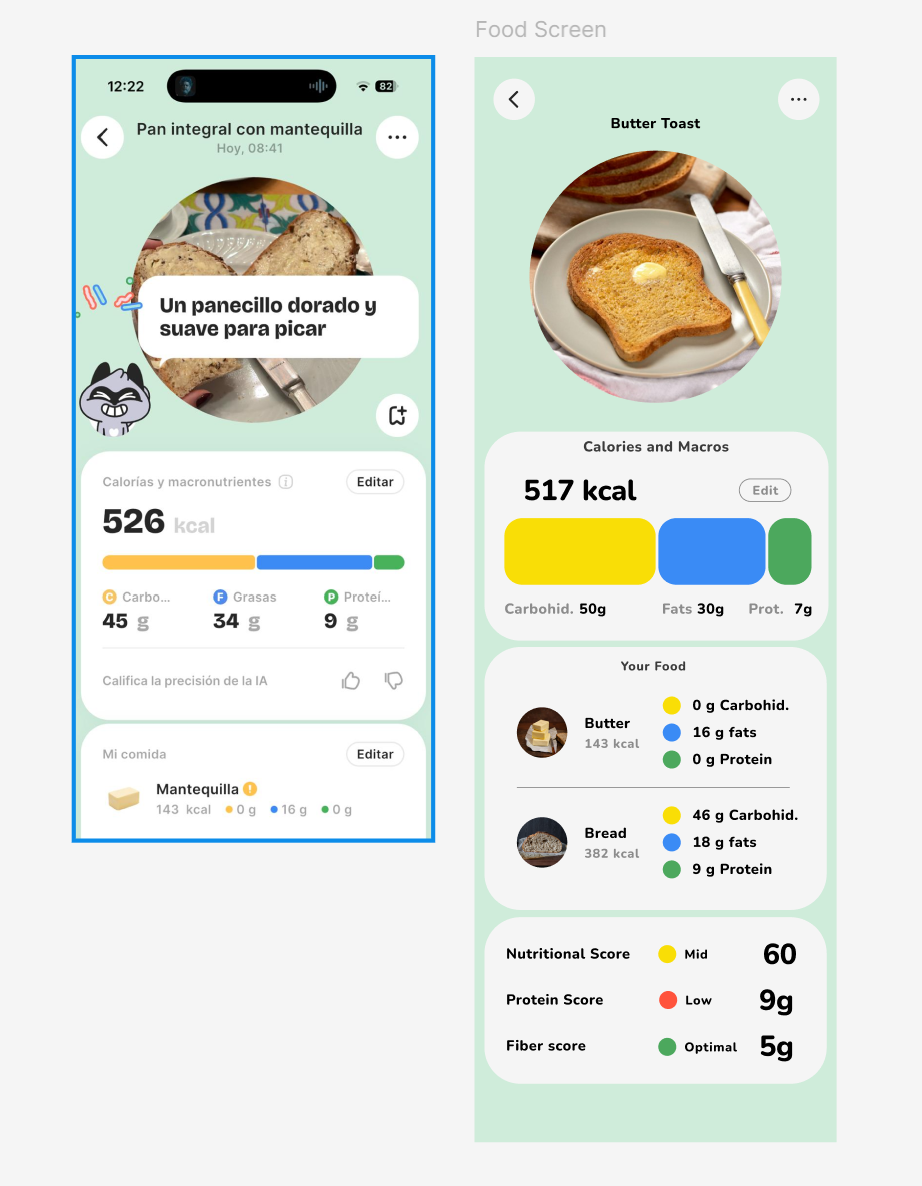 Food Screen
12:22
82
Pan integral con mantequilla
Hoy, 08:41
Un panecillo dorado y
suave para picar
Calorías y macronutrientes
Editar
526 kcal
C Carbo...
F Grasas
P Proteí...
45 g
34 g
9 g
Califica la precisión de la IA
Mi comida
Editar
Mantequilla
143 kcal 0 g 16 g 0 g
Butter Toast
Calories and Macros
517 kcal
Edit
Carbohid. 50g
Fats 30g
Prot. 7g
Your Food
Butter
143 kcal
0 g Carbohid.
16 g fats
0 g Protein
Bread
382 kcal
46 g Carbohid.
18 g fats
9 g Protein
Nutritional Score Mid 60
Protein Score Low 9g
Fiber score Optimal 5g